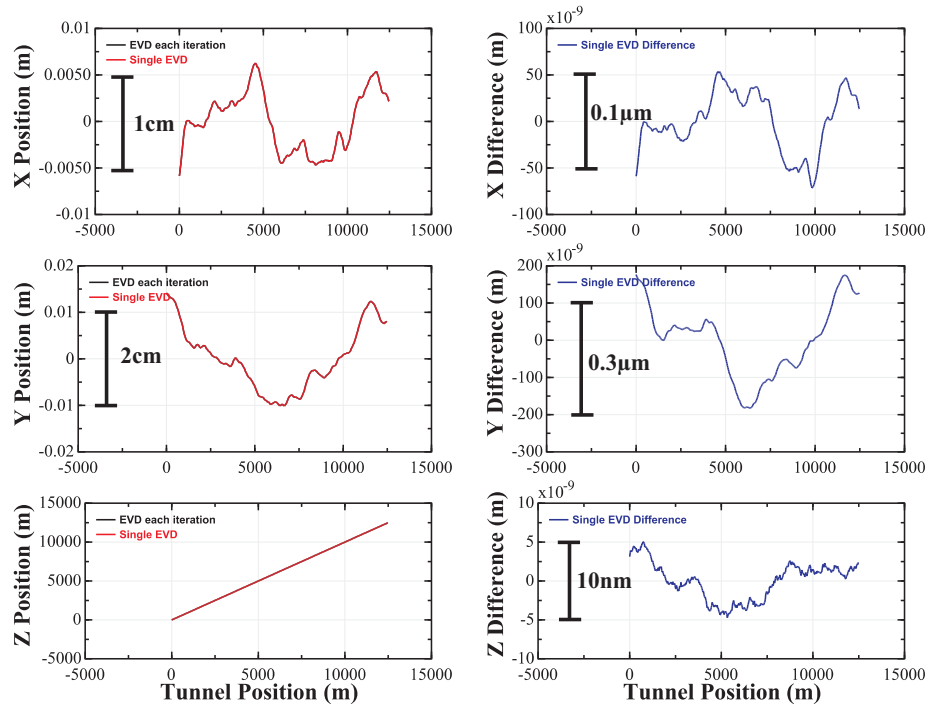 0.01
EVD each iteration
Single EVD
0.0050
0
-0.0050
-0.01
X Position (m)
1cm
-5000 0 5000 10000 15000
x10⁻⁹
100
Single EVD Difference
50
0
-50
-100
X Difference (m)
0.1µm
-5000 0 5000 10000 15000
0.02
EVD each iteration
Single EVD
0.01
0
-0.01
-0.02
Y Position (m)
2cm
-5000 0 5000 10000 15000
x10⁻⁹
200
Single EVD Difference
100
0
-100
-200
-300
Y Difference (m)
0.3µm
-5000 0 5000 10000 15000
15000
EVD each iteration
Single EVD
10000
5000
0
-5000
Z Position (m)
-5000 0 5000 10000 15000
Tunnel Position (m)
x10⁻⁹
10
Single EVD Difference
5
0
-5
-10
Z Difference (m)
10nm
-5000 0 5000 10000 15000
Tunnel Position (m)